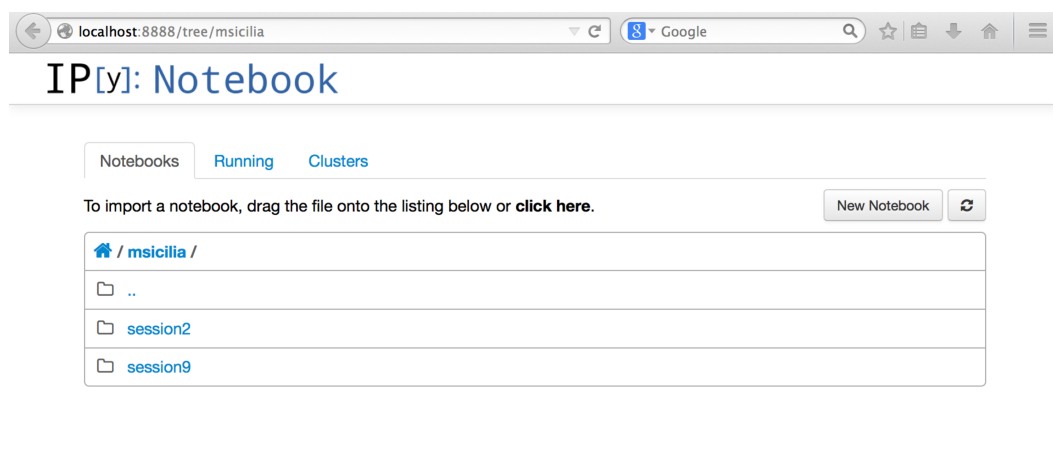 localhost:8888/tree/msicilia
8 Google
IP[y]: Notebook
Notebooks Running Clusters
To import a notebook, drag the file onto the listing below or click here. New Notebook
/ msicilia /
..
session2
session9